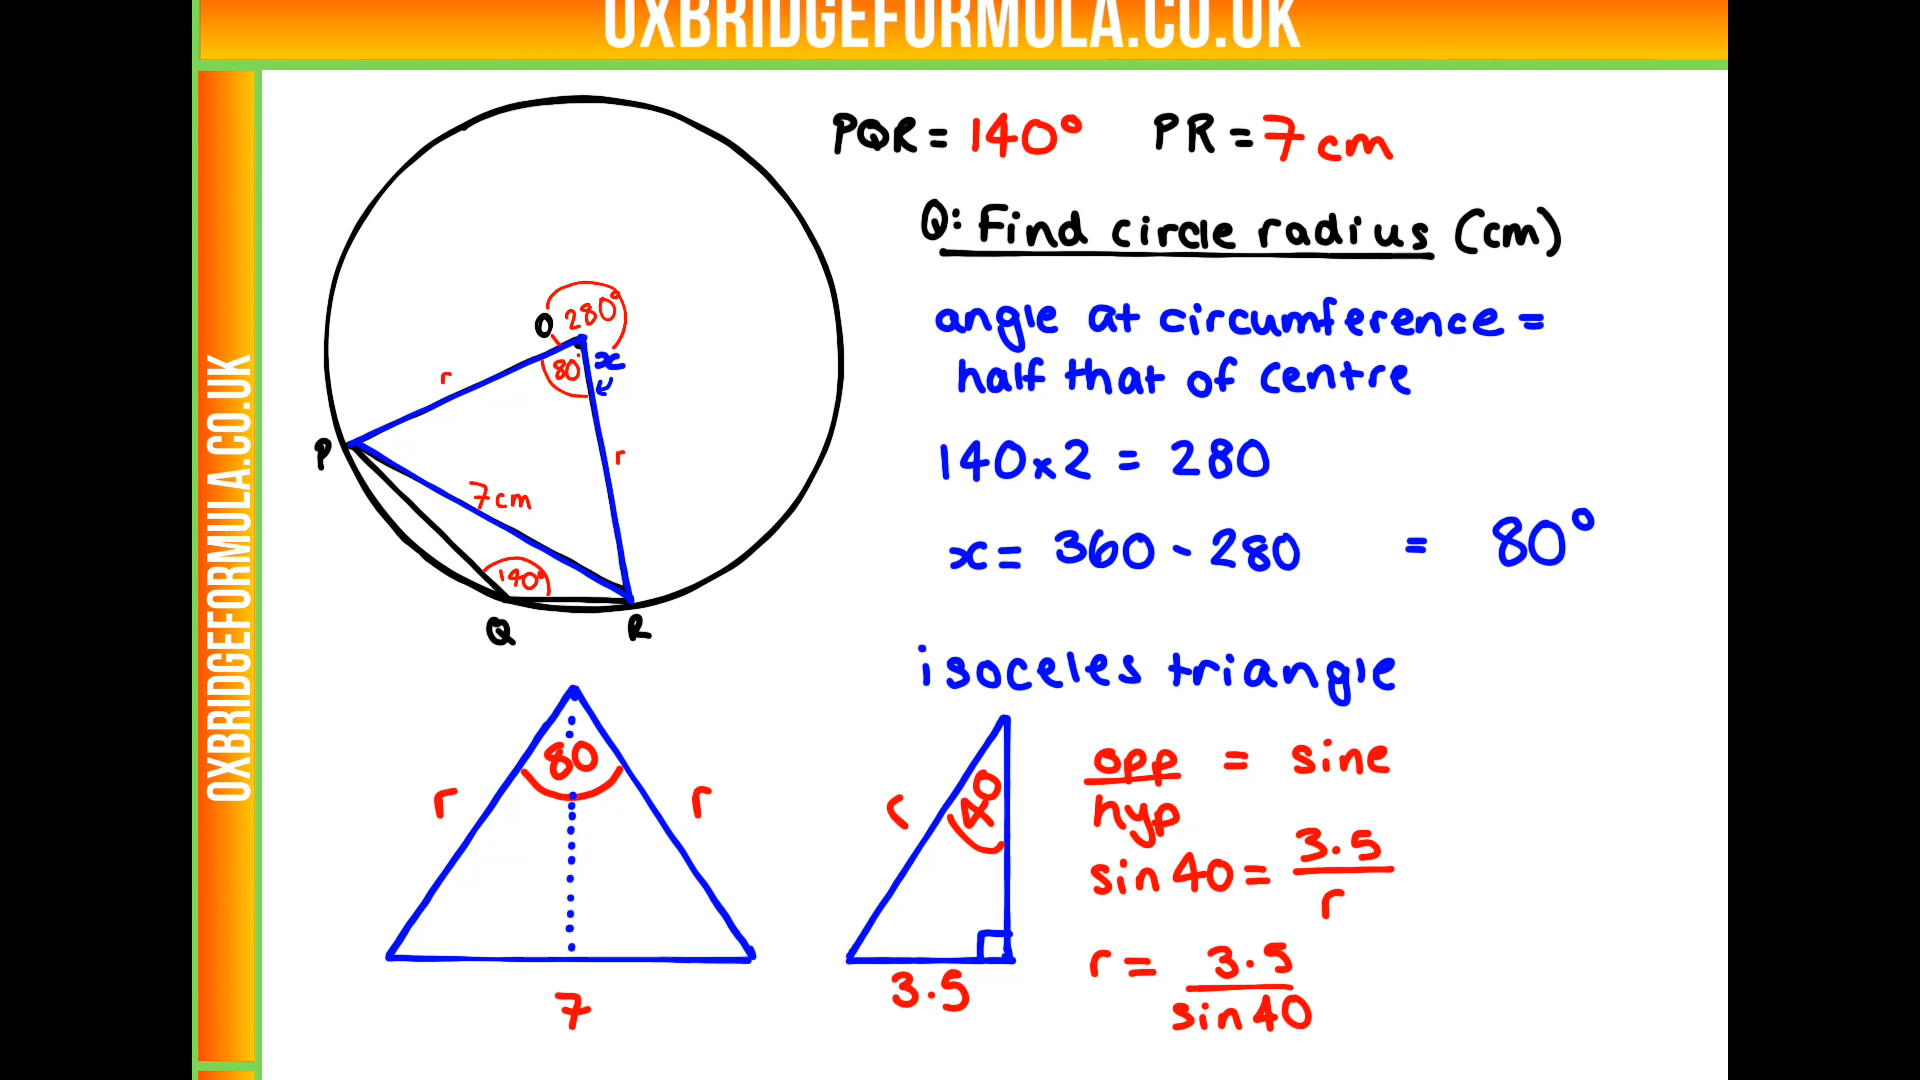 OXBRIDGEFORMULA.CO.UK
OXBRIDGEFORMULA.CO.UK
PQR = 140° PR = 7 cm
Q: Find circle radius (cm)
angle at circumference =
half that of centre
140 x 2 = 280
x = 360 - 280 = 80°
O
280°
80°
x
r
r
P
7cm
140°
Q
R
isoceles triangle
80
r
r
7
r
40
3.5
opp = sine
hyp
sin 40 = 3.5
r
r = 3.5
sin 40